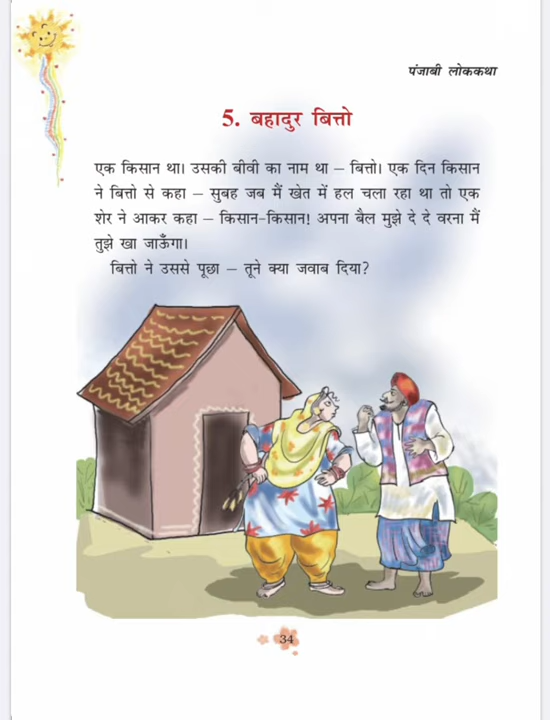 पंजाबी लोककथा
5. बहादुर बित्तो
एक किसान था। उसकी बीवी का नाम था – बित्तो। एक दिन किसान
ने बित्तो से कहा – सुबह जब मैं खेत में हल चला रहा था तो एक
शेर ने आकर कहा – किसान-किसान! अपना बैल मुझे दे दे वरना मैं
तुझे खा जाऊँगा।
बित्तो ने उससे पूछा – तूने क्या जवाब दिया?
34